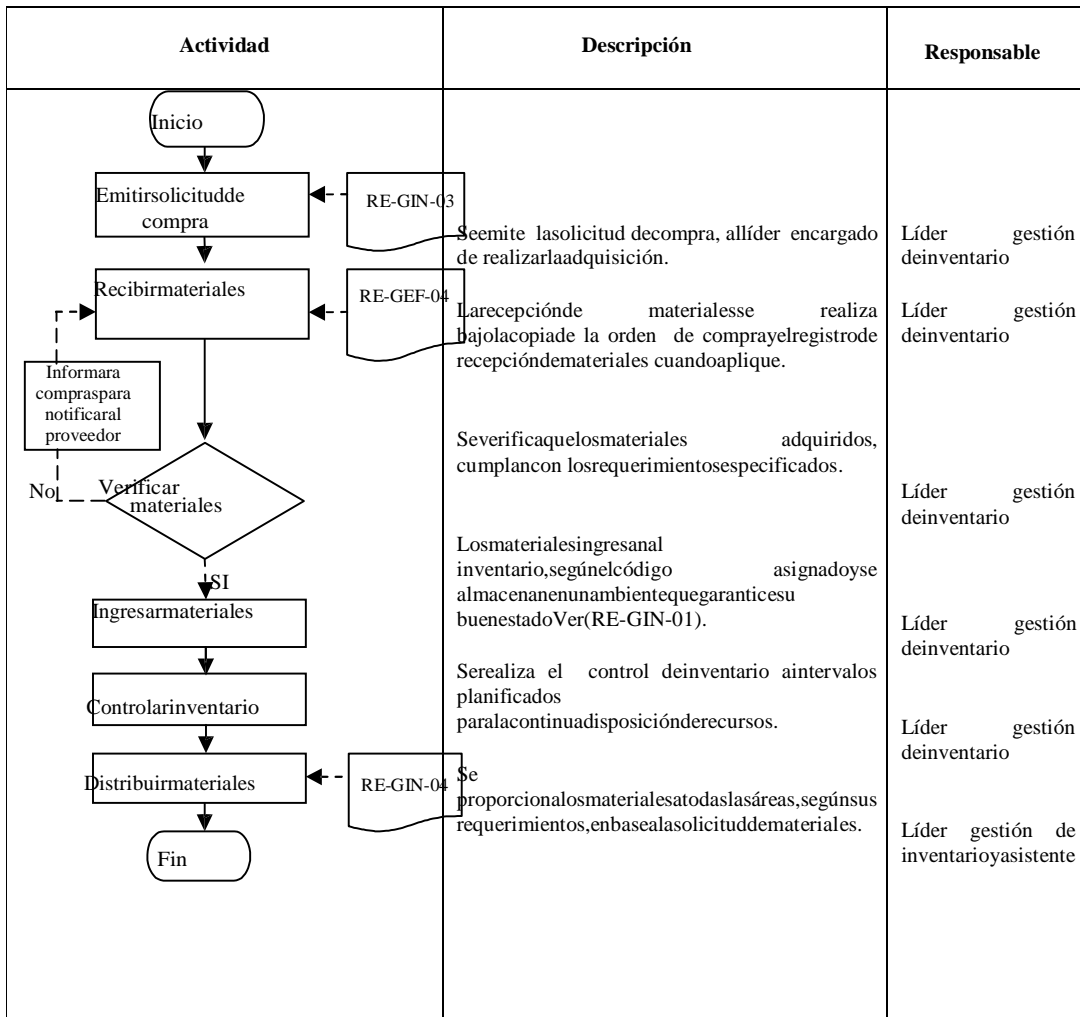 Actividad
Descripción
Responsable
Inicio
Emitirsolicitudde
compra
RE-GIN-03
Recibirmateriales
RE-GEF-04
Informara
compraspara
notificaral
proveedor
No
Verificar
materiales
SI
Ingresarmateriales
Controlarinventario
Distribuirmateriales
RE-GIN-04
Fin
Seemite lasolicitud decompra, allíder encargado
de realizarlaadquisición.
Larecepciónde materialesse realiza
bajolacopiade la orden de comprayelregistrode
recepcióndemateriales cuandoaplique.
Severificaquelosmateriales adquiridos,
cumplancon losrequerimientosespecificados.
Losmaterialesingresanal
inventario,segúnelcódigo asignadoyse
almacenanenunambientequegaranticesu
buenestadoVer(RE-GIN-01).
Serealiza el control deinventario aintervalos
planificados
paralacontinuadisposiciónderecursos.
Se
proporcionalosmaterialesatodaslasáreas,segúnsus
requerimientos,enbasealasolicituddemateriales.
Líder gestión
deinventario
Líder gestión
deinventario
Líder gestión
deinventario
Líder gestión
deinventario
Líder gestión
deinventario
Líder gestión de
inventarioyasistente